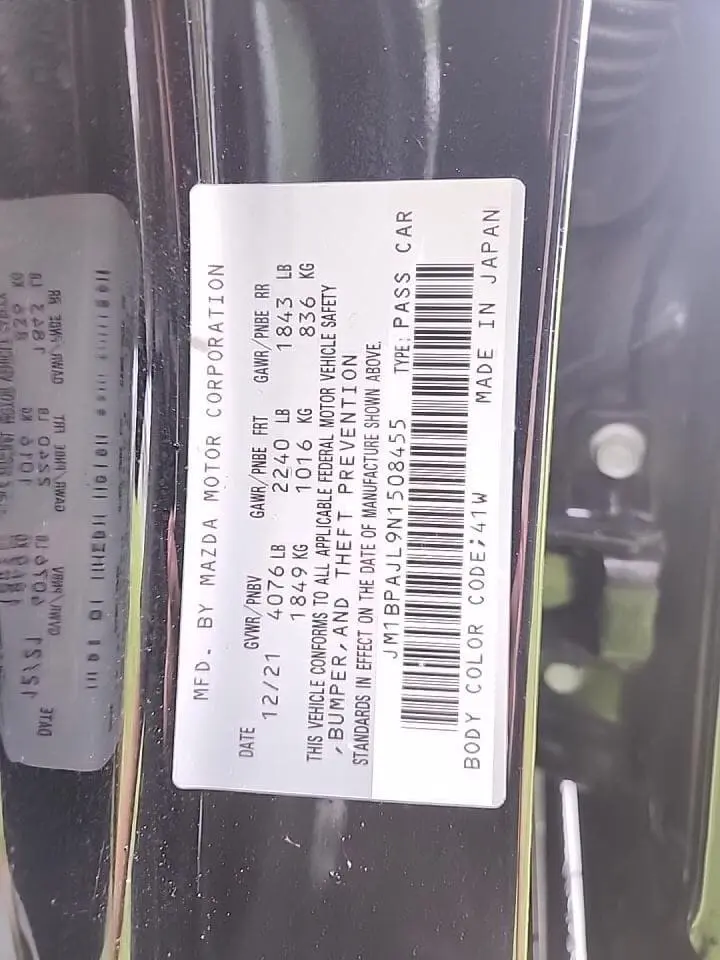 MFD. BY MAZDA MOTOR CORPORATION
DATE GVWR/PNBV GAWR/PNBE FRT GAWR/PNBE RR
12/21 4076 LB 2240 LB 1843 LB
1849 KG 1016 KG 836 KG
THIS VEHICLE CONFORMS TO ALL APPLICABLE FEDERAL MOTOR VEHICLE SAFETY
,BUMPER, AND THEFT PREVENTION
STANDARDS IN EFFECT ON THE DATE OF MANUFACTURE SHOWN ABOVE.
JM1BPAJL9N1508455 TYPE: PASS CAR
BODY COLOR CODE;41W MADE IN JAPAN